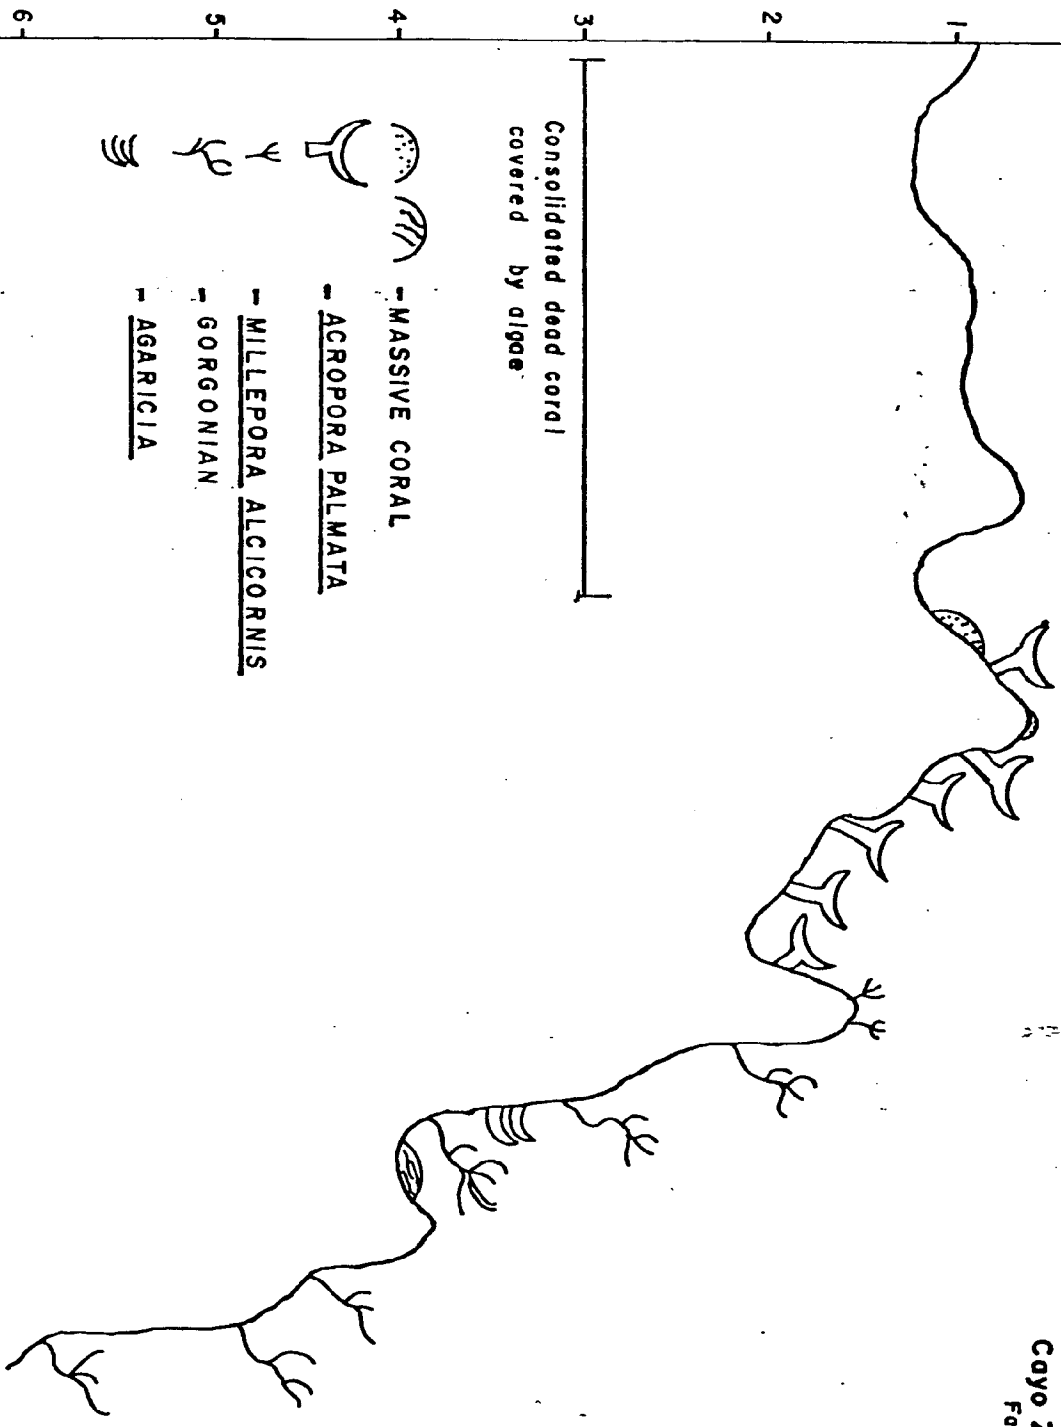 Cayo
1
2
3
Consolidated dead coral
covered by algae
4
- MASSIVE CORAL
- ACROPORA PALMATA
- MILLEPORA ALCICORNIS
5
- GORGONIAN
- AGARICIA
6